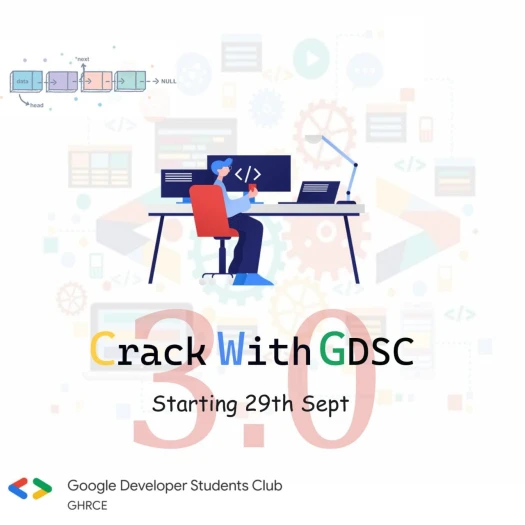 *next
data
NULL
*head
</>
Crack With GDSC
3.0
Starting 29th Sept
Google Developer Students Club
GHRCE